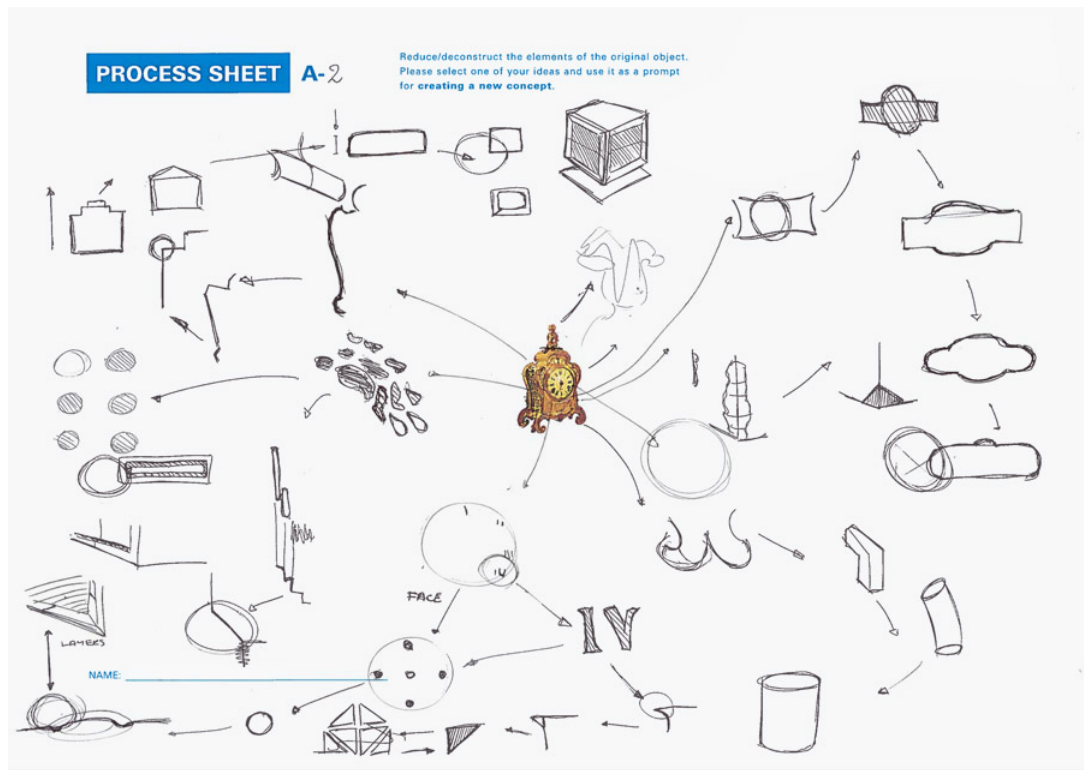 PROCESS SHEET A-2
Reduce/deconstruct the elements of the original object.
Please select one of your ideas and use it as a prompt
for creating a new concept.
FACE
IV
LAYERS
NAME: